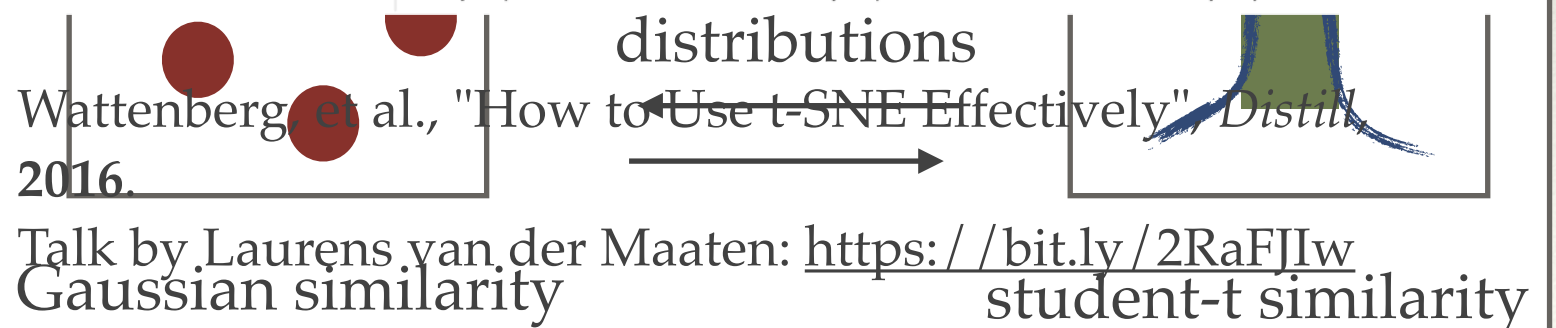 distributions
Wattenberg, et al., "How to Use t-SNE Effectively", Distill,
2016.
Talk by Laurens van der Maaten: https://bit.ly/2RaFJIw
Gaussian similarity
student-t similarity